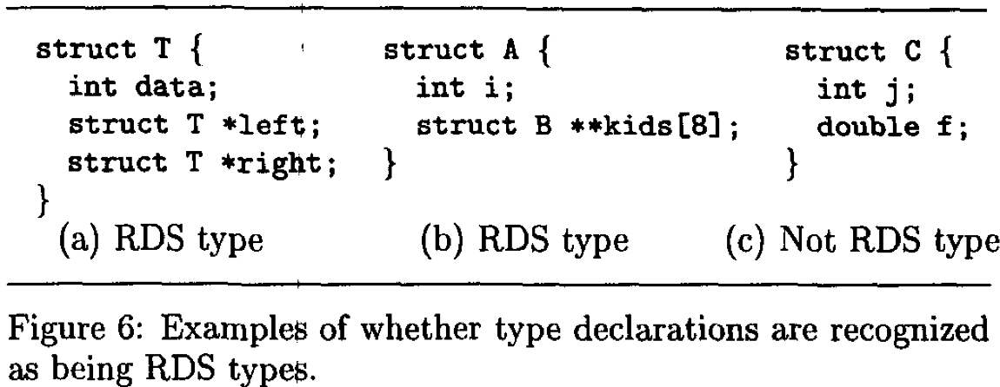 struct T {
int data;
struct T *left;
struct T *right;
}
(a) RDS type
struct A {
int i;
struct B **kids[8];
}
(b) RDS type
struct C {
int j;
double f;
}
(c) Not RDS type
Figure 6: Examples of whether type declarations are recognized
as being RDS types.